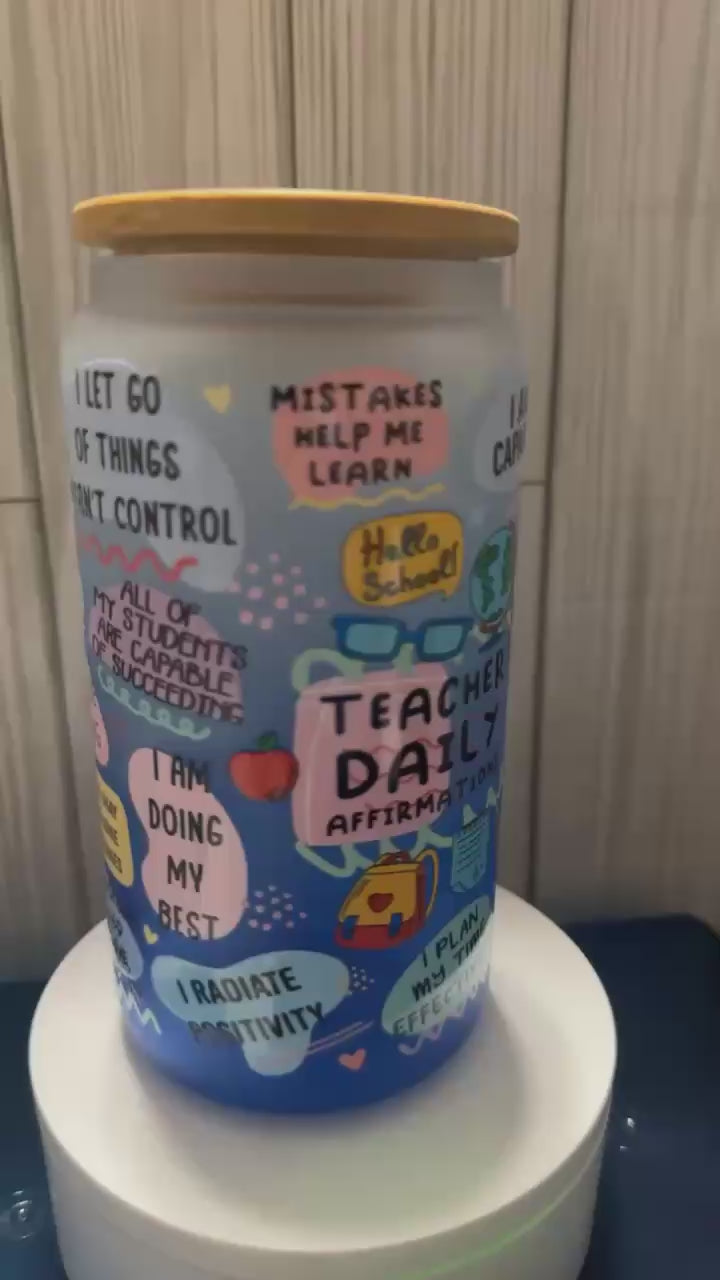 I LET GO
OF THINGS
CONTROL
MISTAKES
HELP ME
LEARN
Hello
School!
ALL OF
MY STUDENTS
ARE CAPABLE
OF SUCCEEDING
TEACHER
DAILY
AFFIRMATIONS
I AM
DOING
MY
BEST
I RADIATE
POSITIVITY
I PLAN
MY TIME